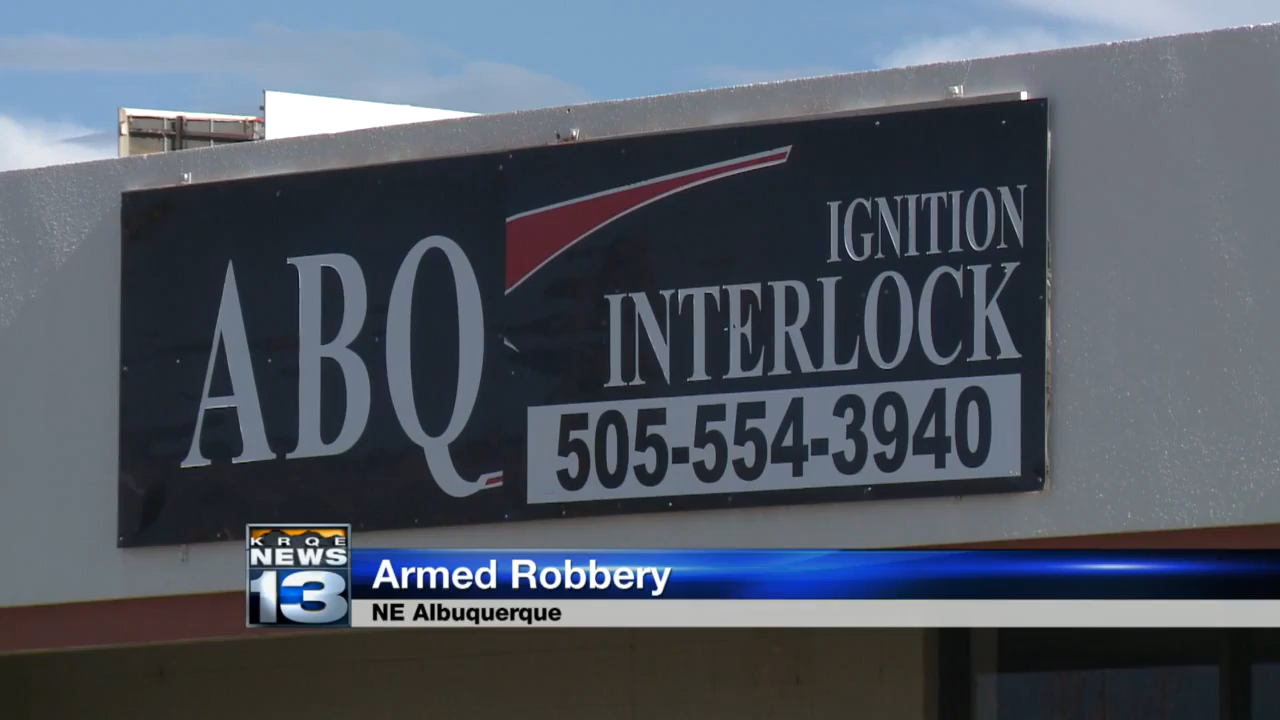 ABQ
IGNITION
INTERLOCK
505-554-3940
KRQE
NEWS
13
Armed Robbery
NE Albuquerque